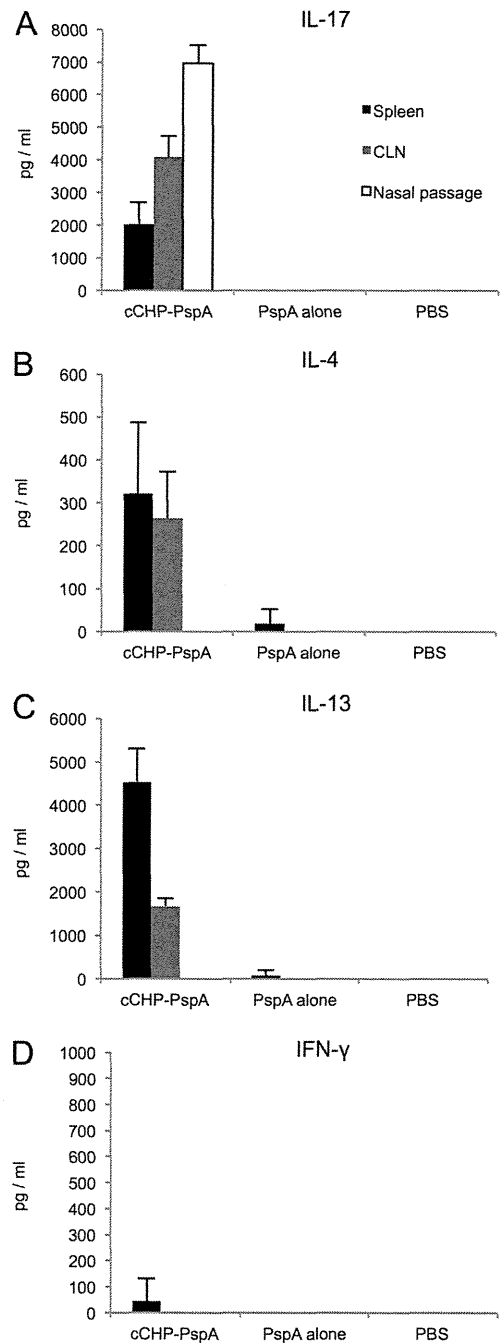 A
IL-17
8000
7000
6000
5000
4000
3000
2000
1000
0
pg / ml
Spleen
CLN
Nasal passage
cCHP-PspA PspA alone PBS
B
IL-4
600
500
400
300
200
100
0
pg / ml
cCHP-PspA PspA alone PBS
C
IL-13
6000
5000
4000
3000
2000
1000
0
pg / ml
cCHP-PspA PspA alone PBS
D
IFN-γ
1000
900
800
700
600
500
400
300
200
100
0
pg / ml
cCHP-PspA PspA alone PBS